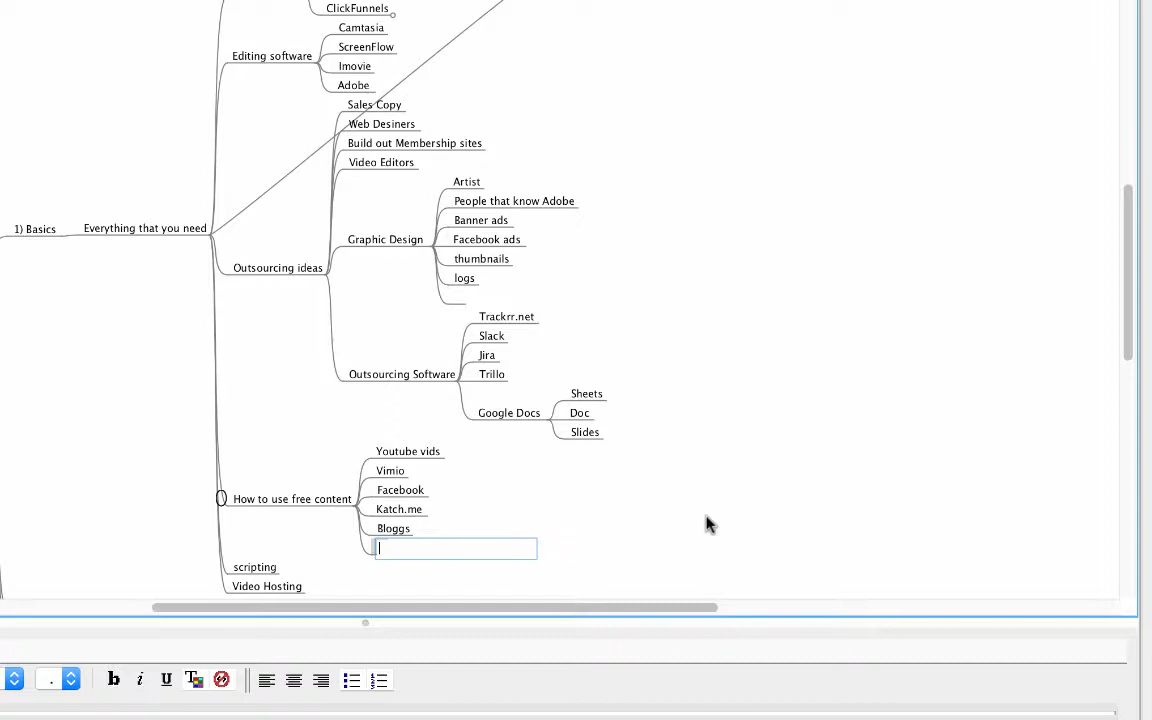 ClickFunnels
Camtasia
Editing software
ScreenFlow
Imovie
Adobe
Sales Copy
Web Desiners
Build out Membership sites
Video Editors
Artist
People that know Adobe
Banner ads
1) Basics
Everything that you need
Graphic Design
Facebook ads
thumbnails
Outsourcing ideas
logs
Trackrr.net
Slack
Jira
Outsourcing Software
Trillo
Sheets
Google Docs
Doc
Slides
Youtube vids
Vimio
Facebook
How to use free content
Katch.me
Bloggs
scripting
Video Hosting
. b i U T